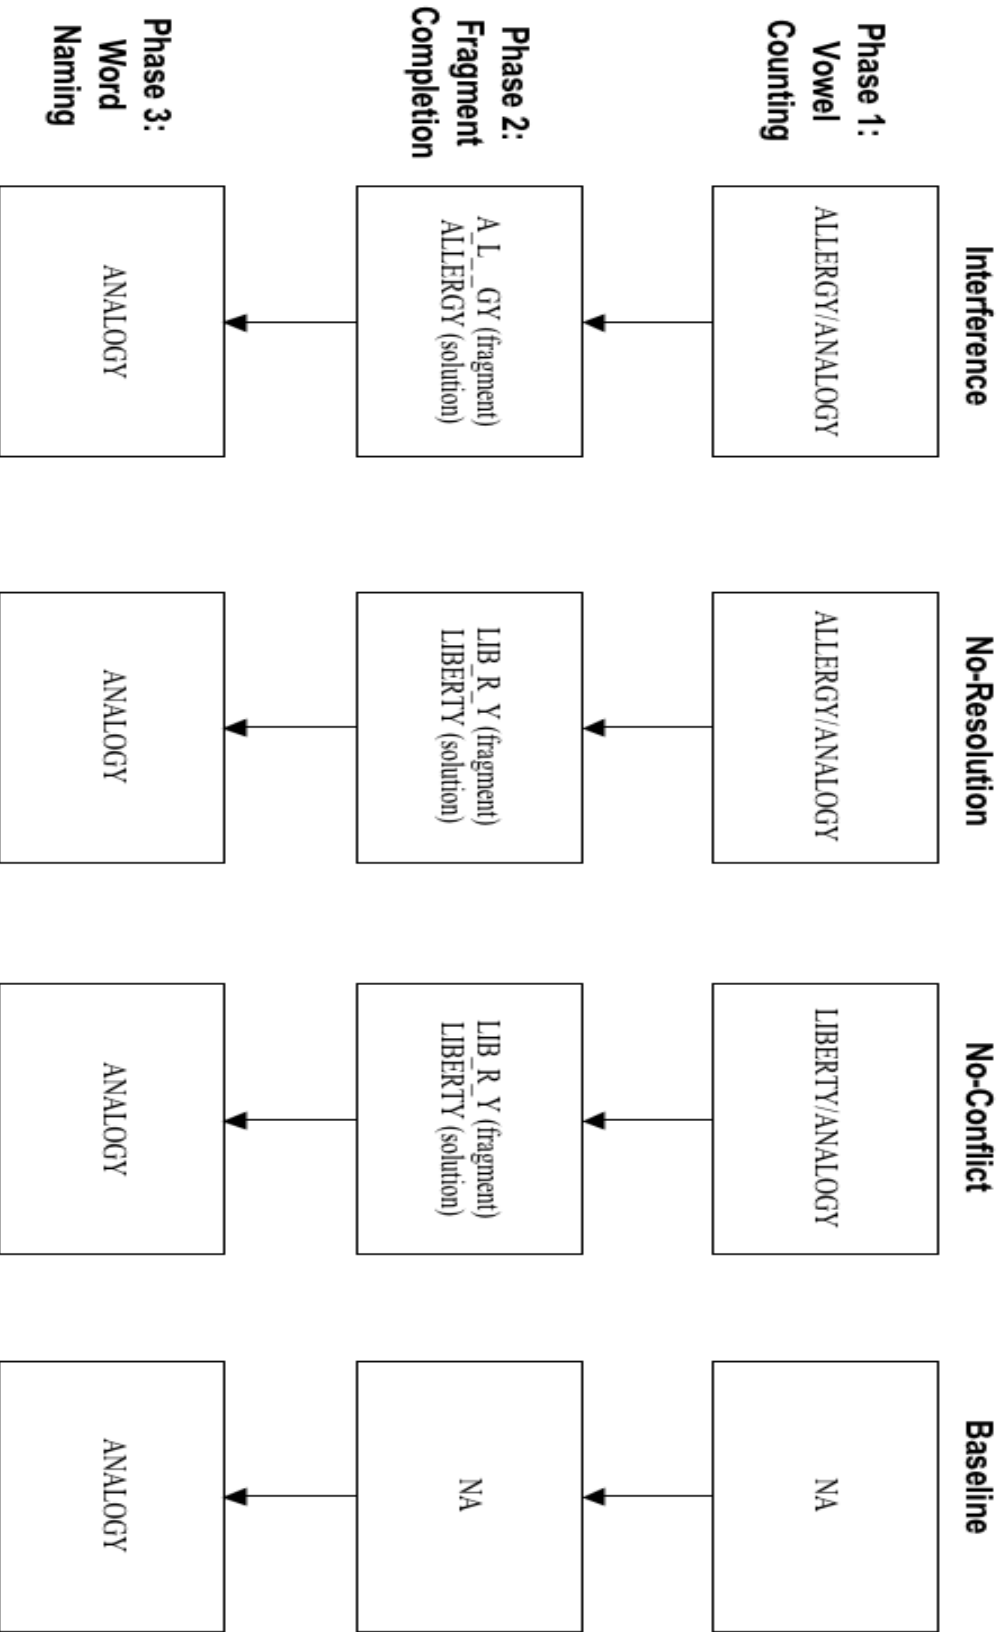 Interference
No-Resolution
No-Conflict
Baseline
Phase 1:
Vowel
Counting
ALLERGY/ANALOGY
ALLERGY/ANALOGY
LIBERTY/ANALOGY
NA
Phase 2:
Fragment
Completion
A_L__GY (fragment)
ALLERGY (solution)
LIB_R_Y (fragment)
LIBERTY (solution)
LIB_R_Y (fragment)
LIBERTY (solution)
NA
Phase 3:
Word
Naming
ANALOGY
ANALOGY
ANALOGY
ANALOGY